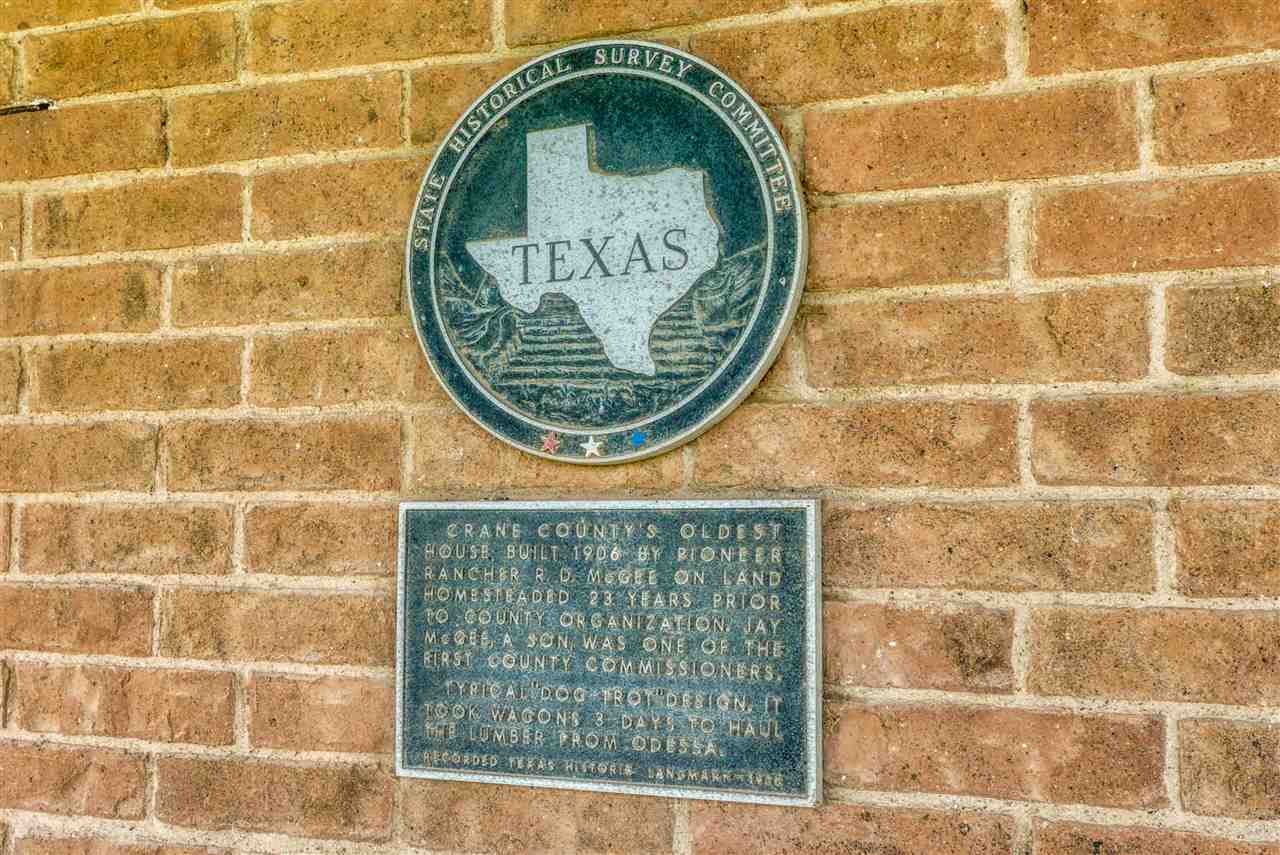 STATE HISTORICAL SURVEY COMMITTEE
TEXAS
CRANE COUNTY'S OLDEST
HOUSE, BUILT 1906 BY PIONEER
RANCHER R. D. McGEE ON LAND
HOMESTEADED 23 YEARS PRIOR
TO COUNTY ORGANIZATION. JAY
McGEE, A SON, WAS ONE OF THE
FIRST COUNTY COMMISSIONERS.
TYPICAL "DOG TROT" DESIGN, IT
TOOK WAGONS 3 DAYS TO HAUL
THE LUMBER FROM ODESSA.
RECORDED TEXAS HISTORIC LANDMARK